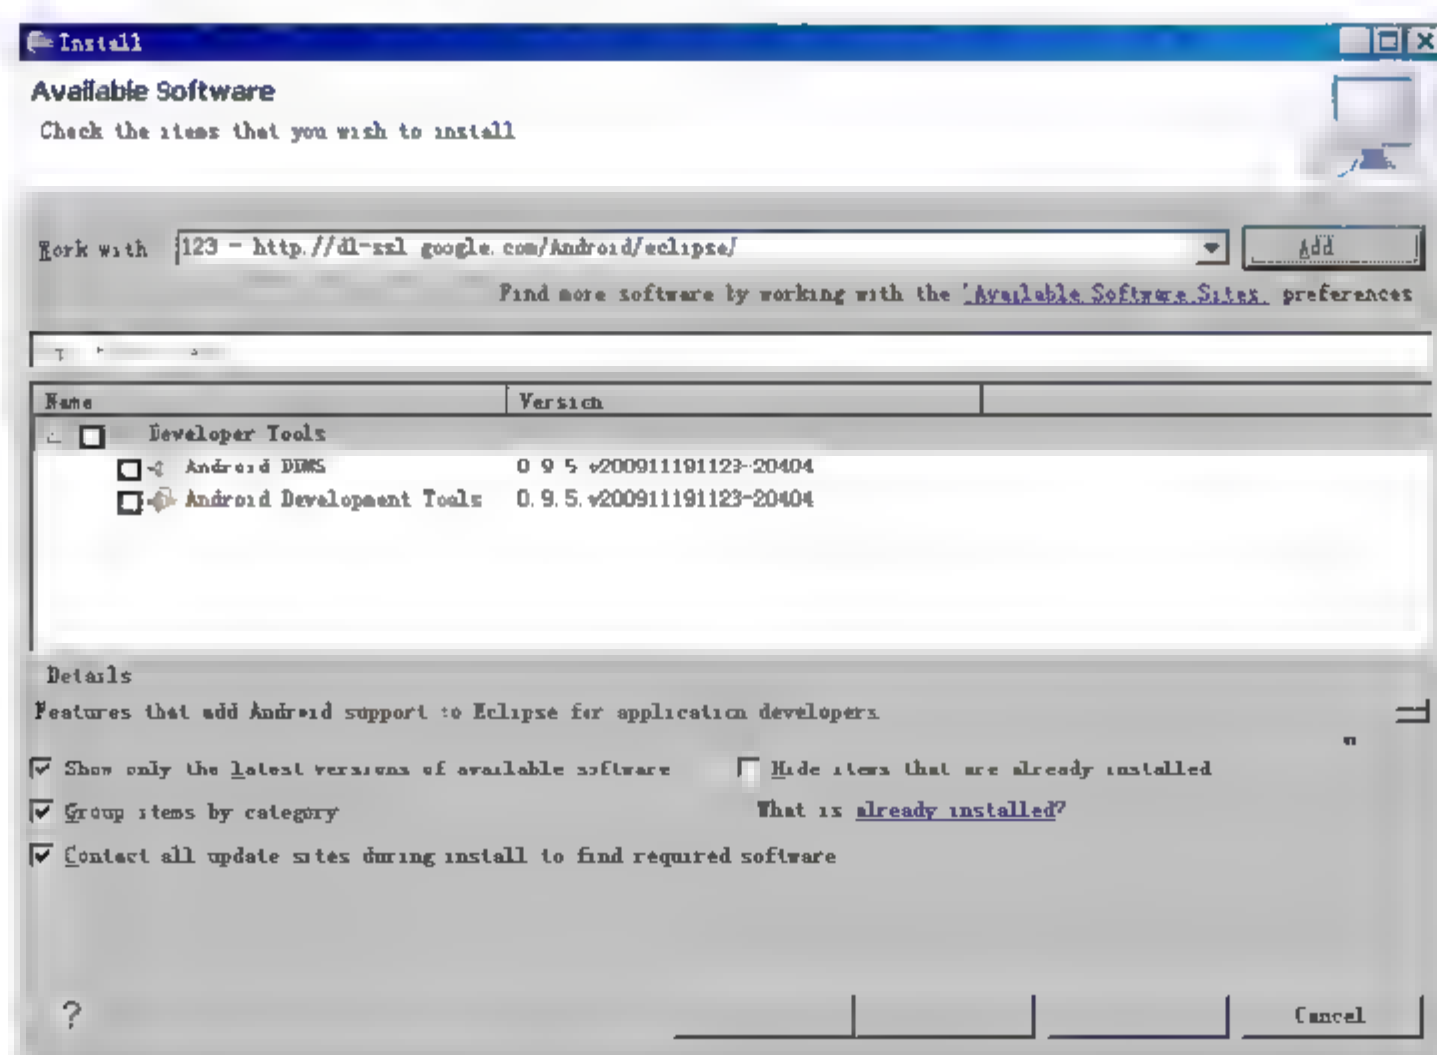 Install
Available Software
Check the items that you wish to install
Work with 123 - http://dl-ssl google.com/Android/eclipse/ Add
Find more software by working with the 'Available Software Sites' preferences
Name Version
Developer Tools
Android DDMS 0 9 5 v200911191123-20404
Android Development Tools 0.9.5.v200911191123-20404
Details
Features that add Android support to Eclipse for application developers
Show only the latest versions of available software Hide items that are already installed
Group items by category What is already installed?
Contact all update sites during install to find required software
? Cancel